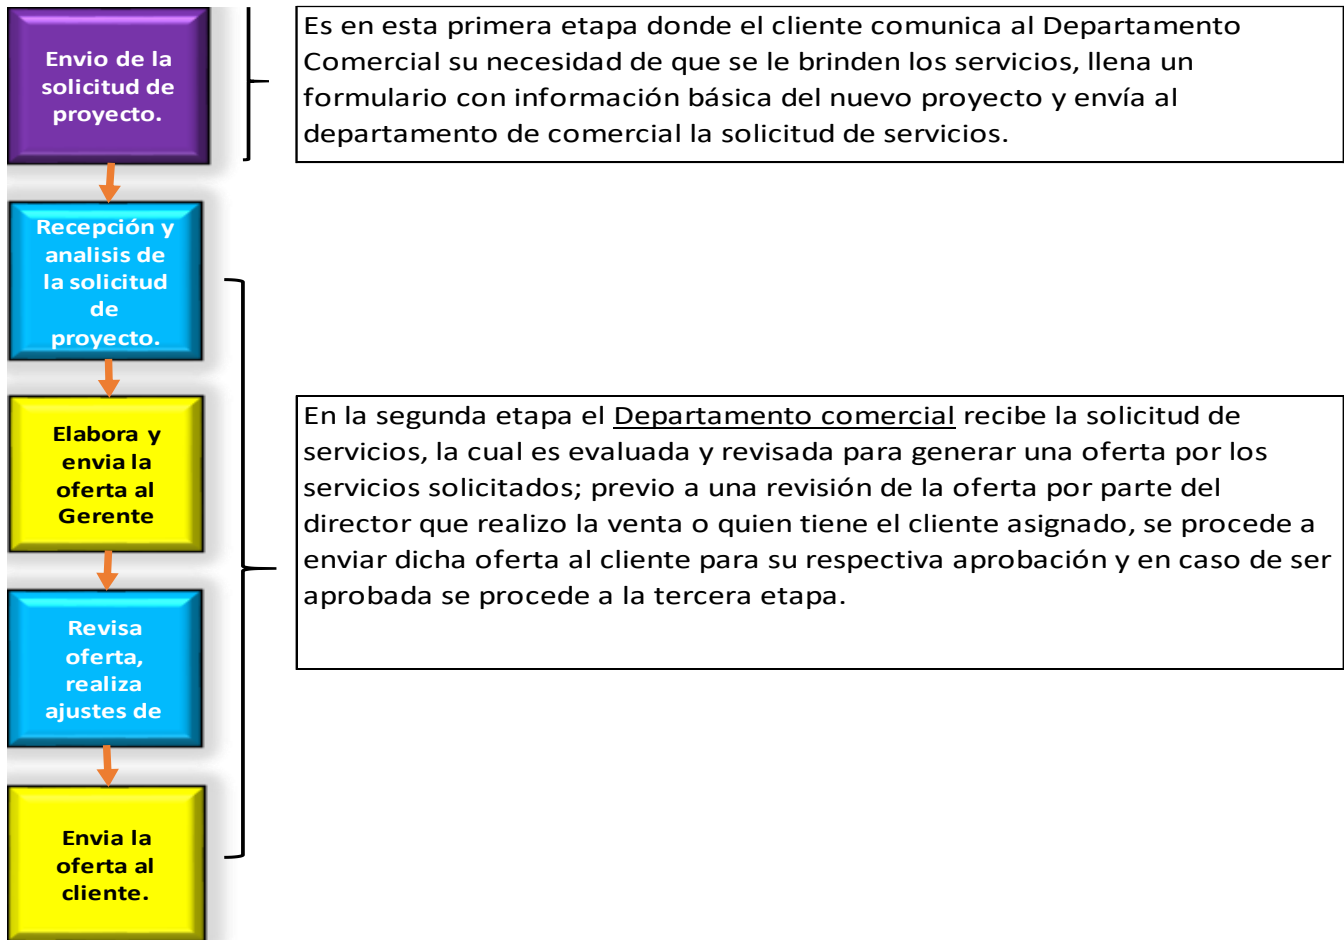 Envio de la
solicitud de
proyecto.
Es en esta primera etapa donde el cliente comunica al Departamento
Comercial su necesidad de que se le brinden los servicios, llena un
formulario con información básica del nuevo proyecto y envía al
departamento de comercial la solicitud de servicios.
Recepción y
analisis de
la solicitud
de
proyecto.
Elabora y
envia la
oferta al
Gerente
Revisa
oferta,
realiza
ajustes de
Envia la
oferta al
cliente.
En la segunda etapa el Departamento comercial recibe la solicitud de
servicios, la cual es evaluada y revisada para generar una oferta por los
servicios solicitados; previo a una revisión de la oferta por parte del
director que realizo la venta o quien tiene el cliente asignado, se procede a
enviar dicha oferta al cliente para su respectiva aprobación y en caso de ser
aprobada se procede a la tercera etapa.